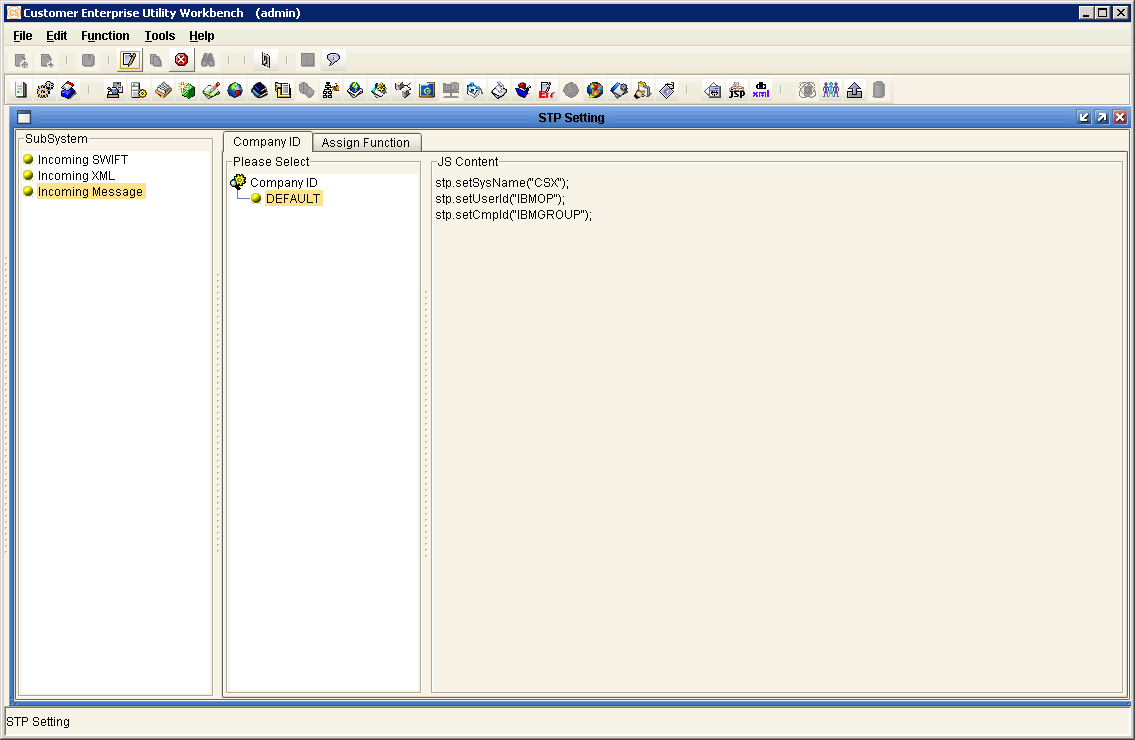 Customer Enterprise Utility Workbench (admin)
File Edit Function Tools Help
jsp
db
xml
Err
STP Setting
SubSystem
Incoming SWIFT
Incoming XML
Incoming Message
Company ID
Assign Function
Please Select
Company ID
DEFAULT
JS Content
stp.setSysName("CSX");
stp.setUserId("IBMOP");
stp.setCmpId("IBMGROUP");
STP Setting